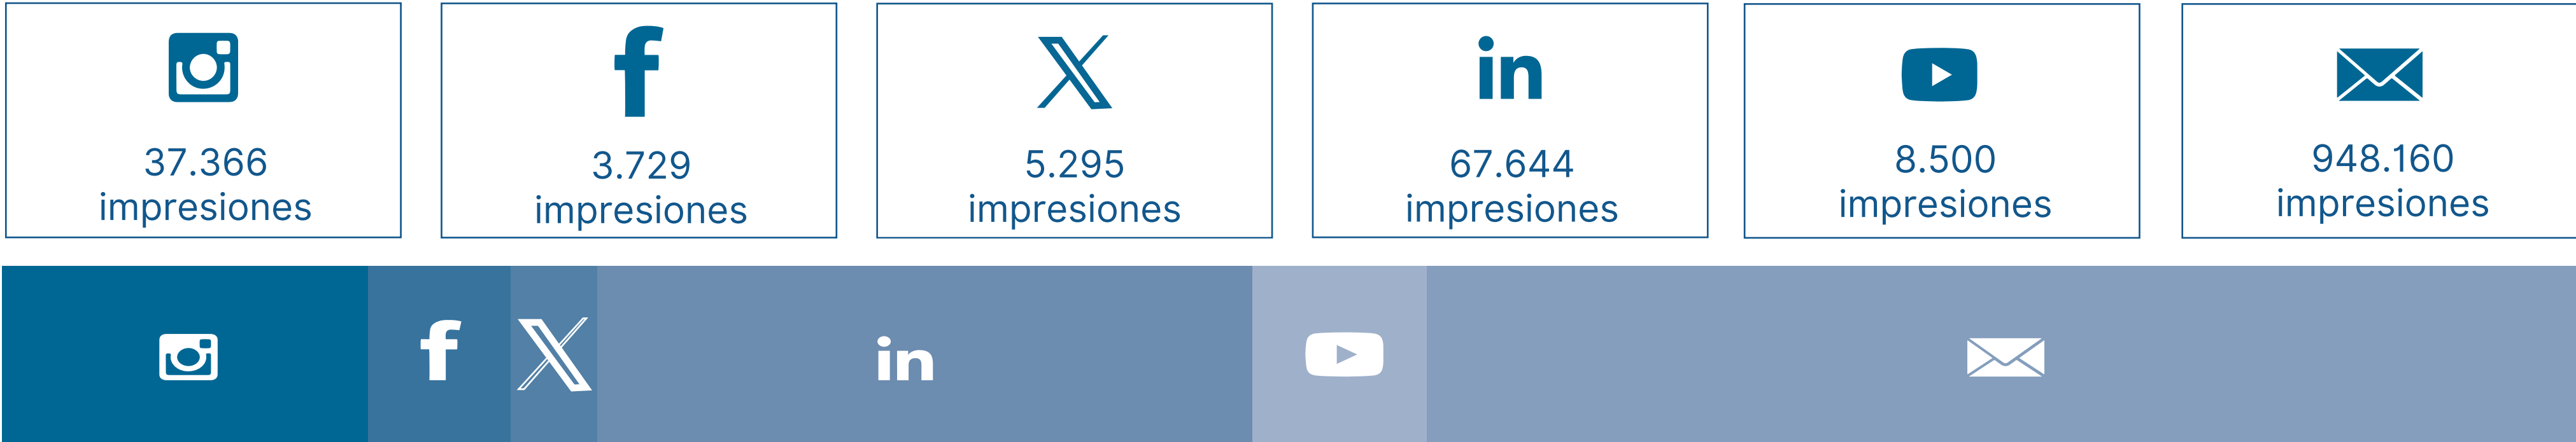 37.366
impresiones
3.729
impresiones
5.295
impresiones
67.644
impresiones
8.500
impresiones
948.160
impresiones